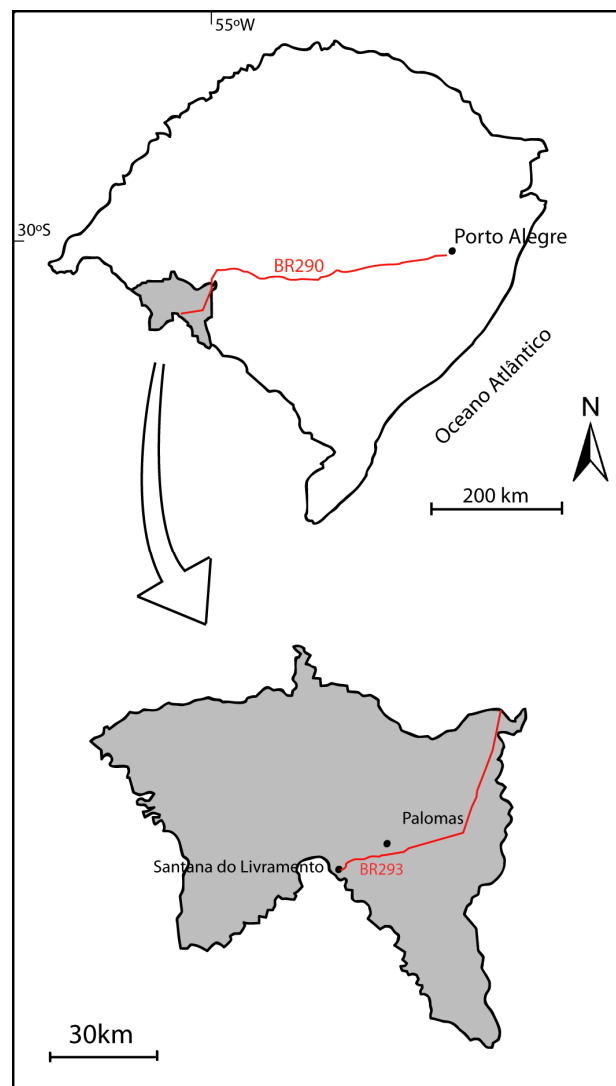 55ºW
30ºS
Porto Alegre
BR290
Oceano Atlântico
N
200 km
Palomas
Santana do Livramento
BR293
30km